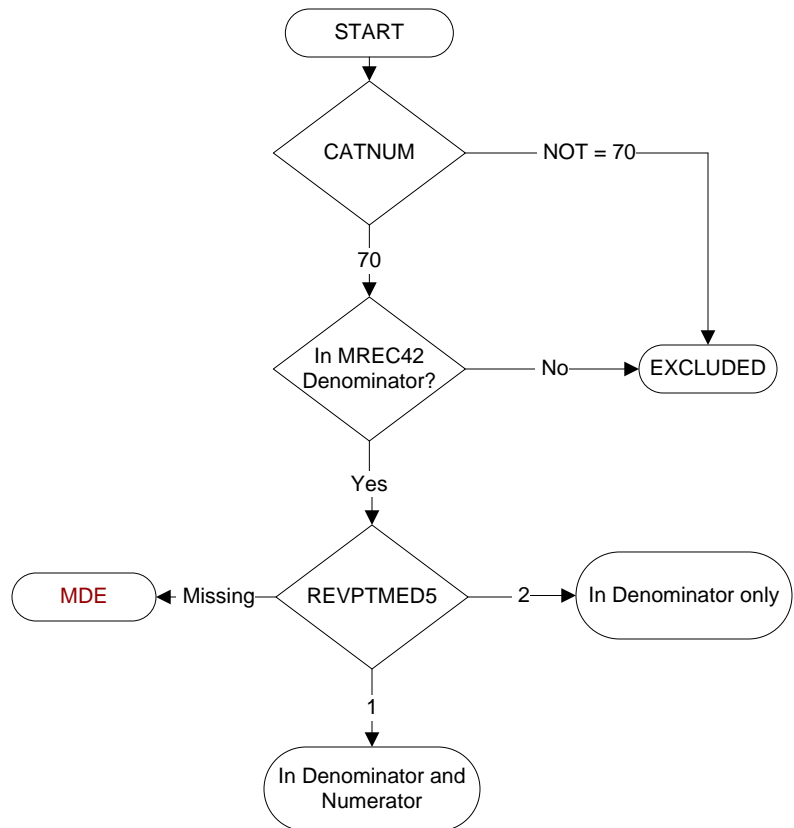 START
CATNUM
NOT = 70
70
In MREC42
Denominator?
No
EXCLUDED
Yes
MDE
Missing
REVPTMED5
2
In Denominator only
1
In Denominator and
Numerator